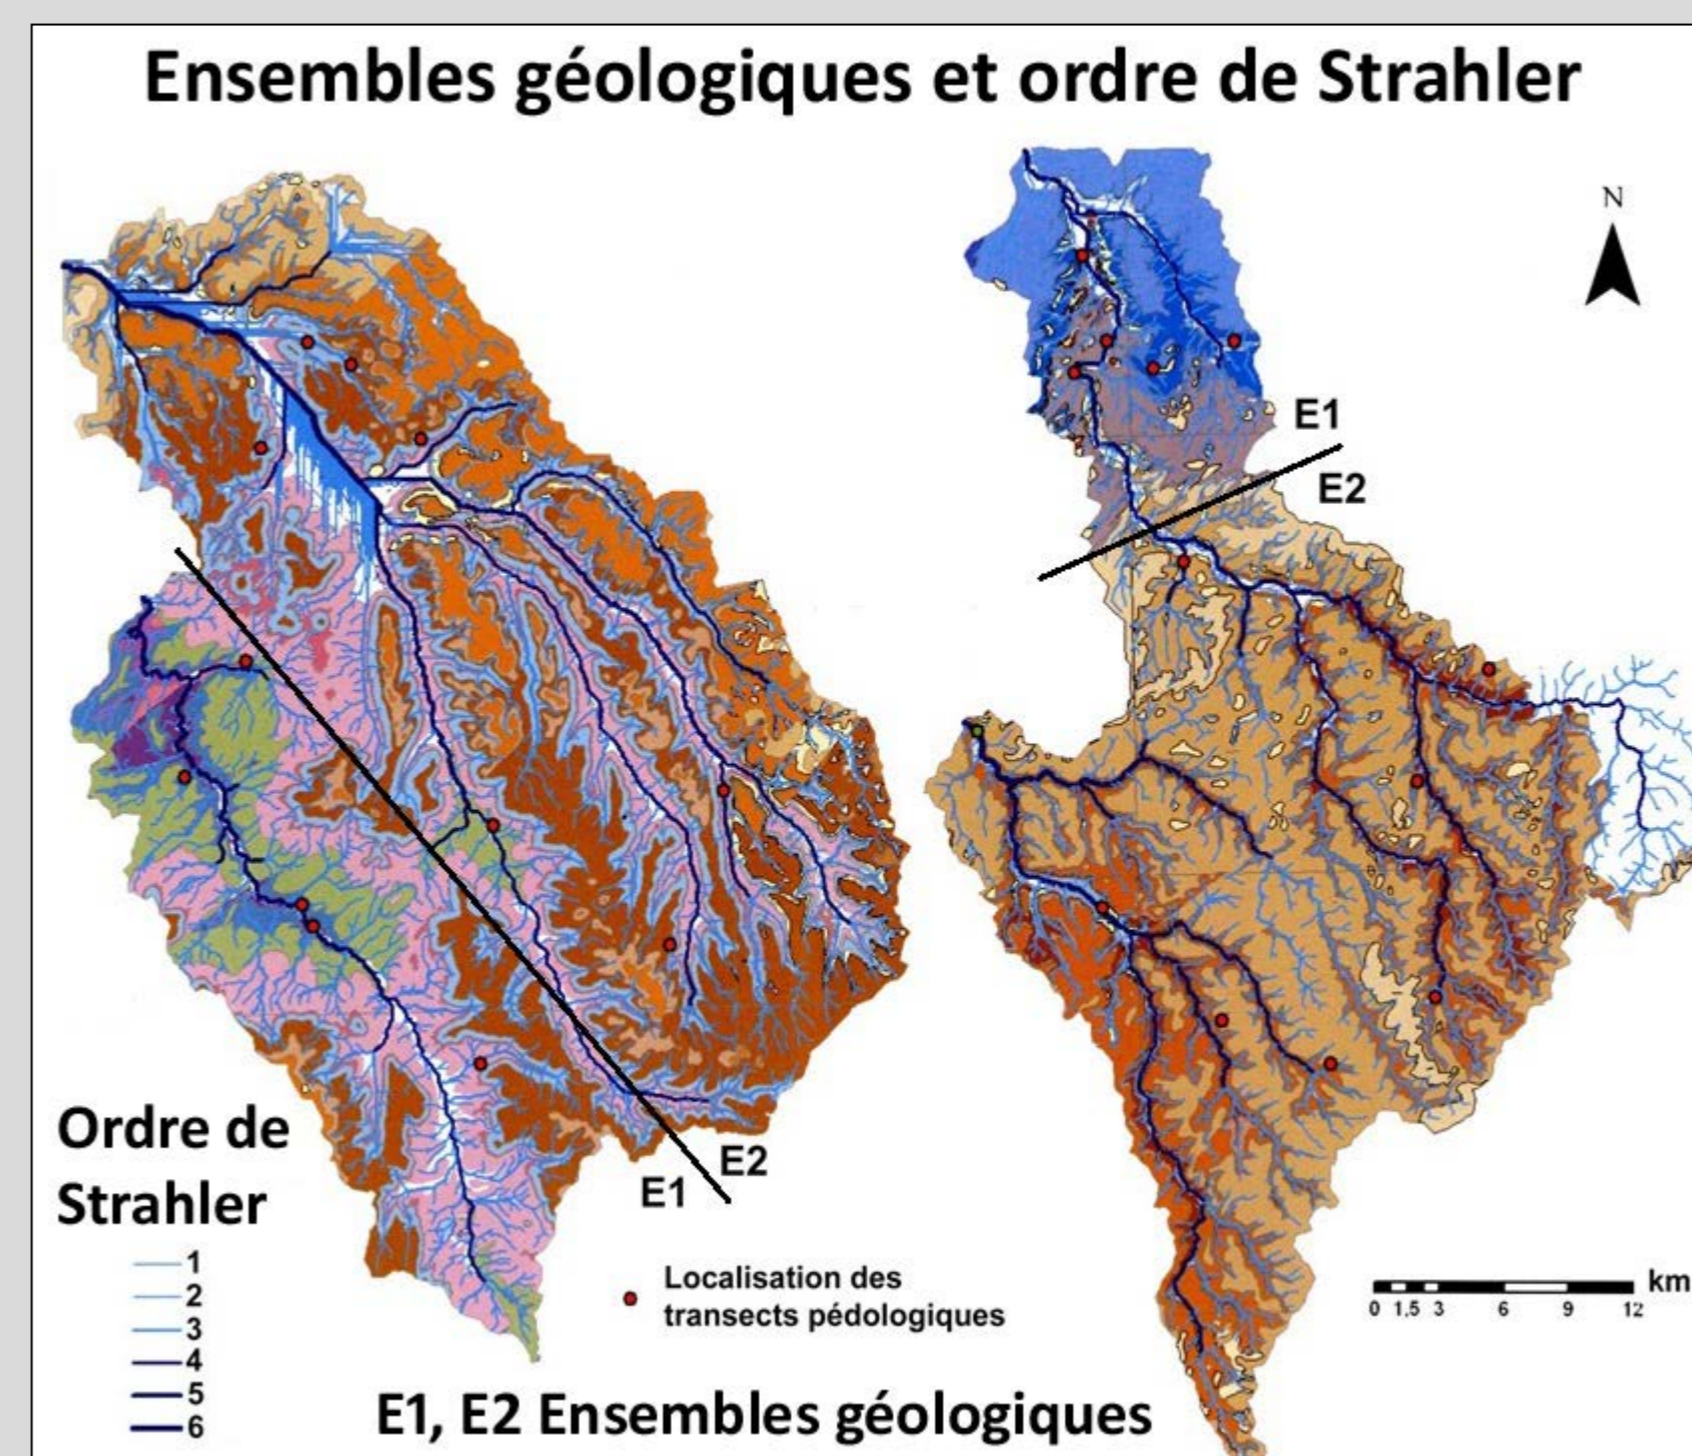 Ensembles géologiques et ordre de Strahler
N
E1
E2
E2
E1
Ordre de
Strahler
1
2
3
4
5
6
Localisation des
transects pédologiques
km
0 1,5 3 6 9 12
E1, E2 Ensembles géologiques